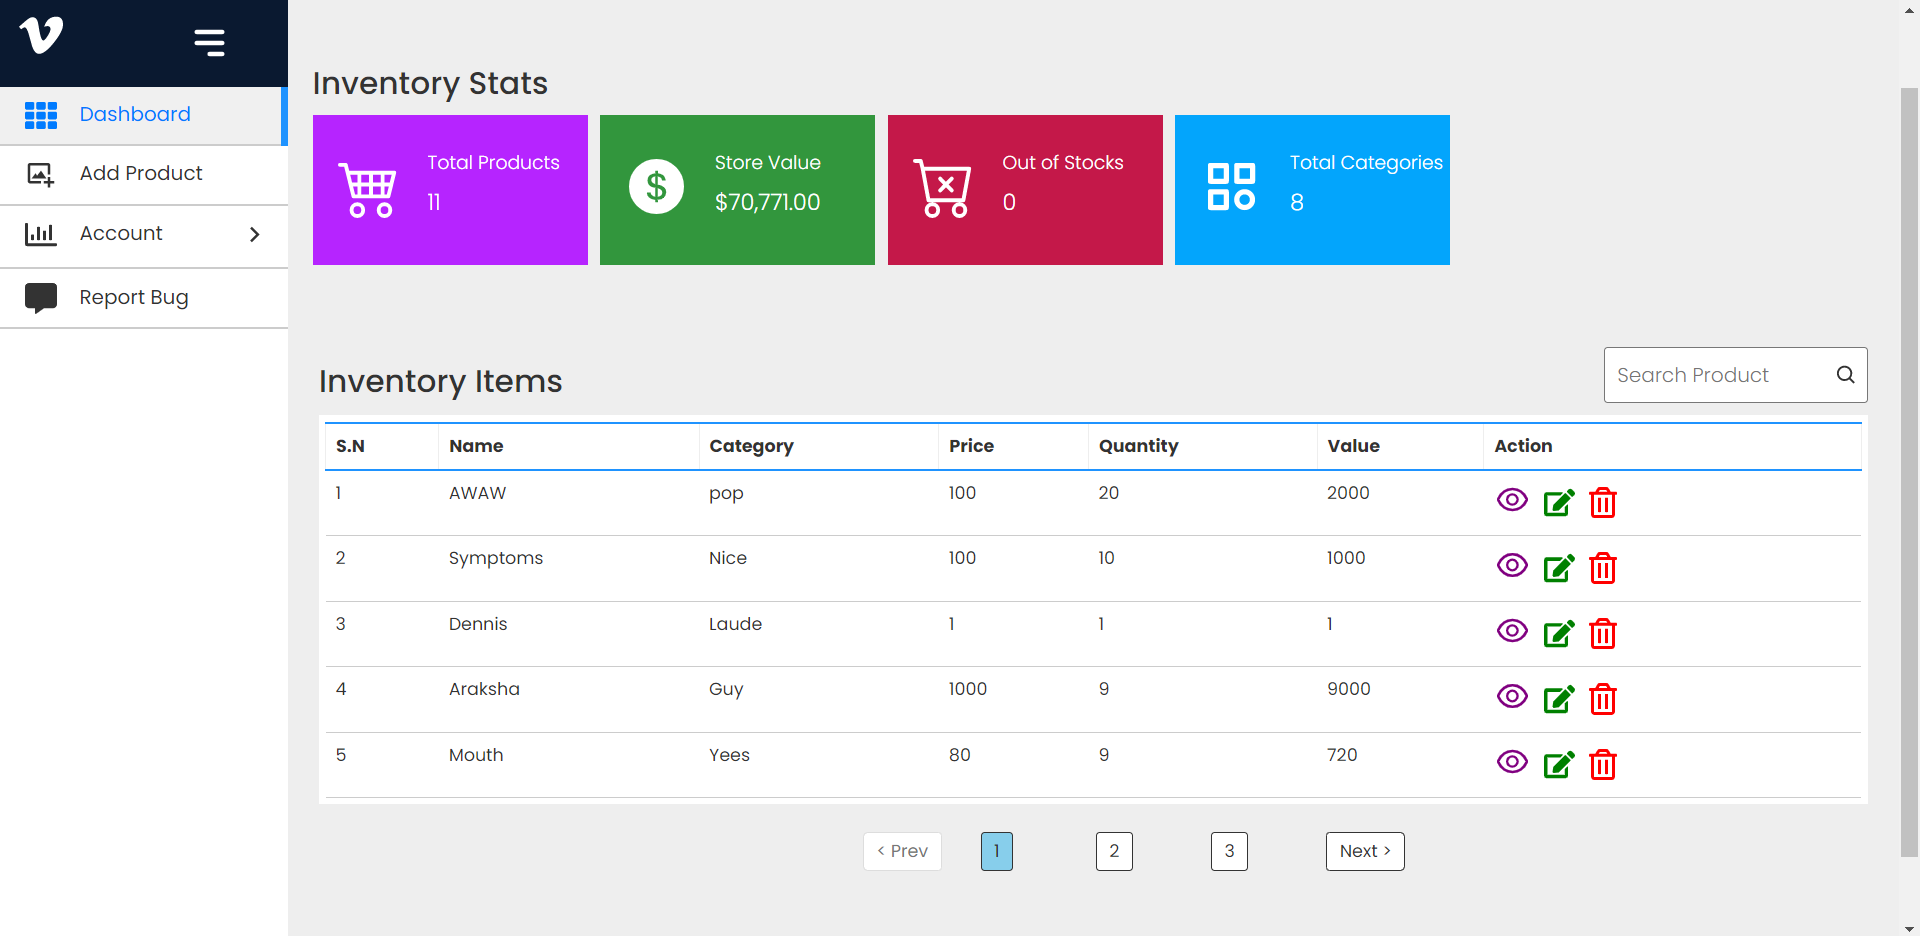 Dashboard
Add Product
Account
Report Bug
Inventory Stats
Total Products
11
Store Value
$70,771.00
Out of Stocks
0
Total Categories
8
Inventory Items
Search Product
S.N Name Category Price Quantity Value Action
1 AWAW pop 100 20 2000
2 Symptoms Nice 100 10 1000
3 Dennis Laude 1 1 1
4 Araksha Guy 1000 9 9000
5 Mouth Yees 80 9 720
< Prev 1 2 3 Next >